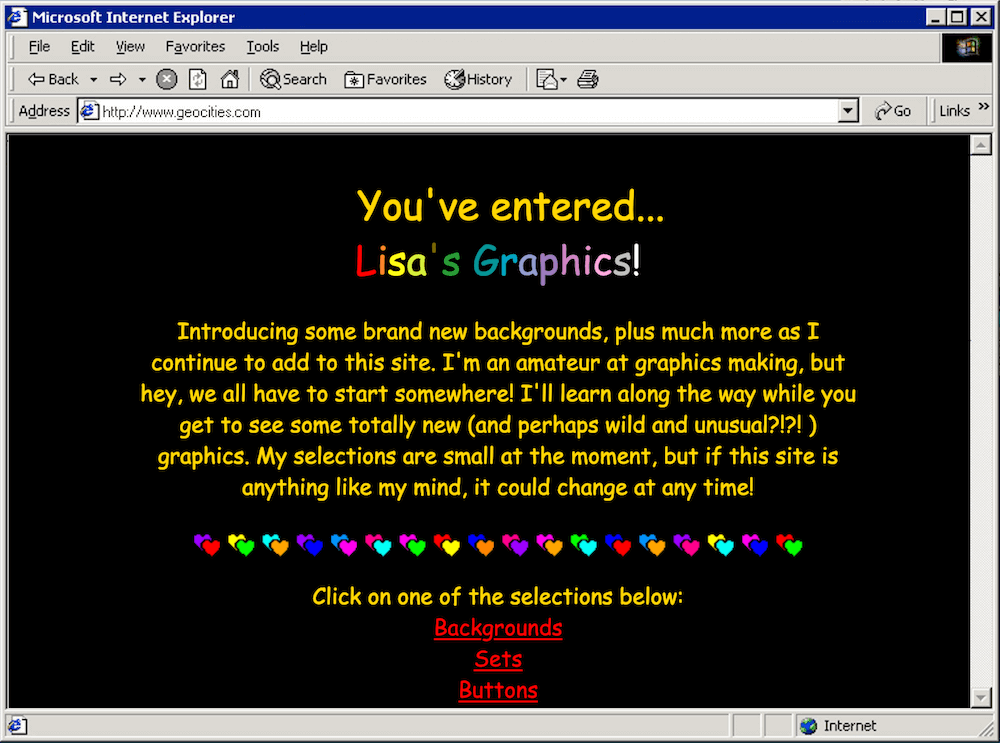 Microsoft Internet Explorer
File Edit View Favorites Tools Help
Back Search Favorites History
Address http://www.geocities.com Go Links »
You've entered...
Lisa's Graphics!
Introducing some brand new backgrounds, plus much more as I
continue to add to this site. I'm an amateur at graphics making, but
hey, we all have to start somewhere! I'll learn along the way while you
get to see some totally new (and perhaps wild and unusual?!?! )
graphics. My selections are small at the moment, but if this site is
anything like my mind, it could change at any time!
Click on one of the selections below:
Backgrounds
Sets
Buttons
Internet